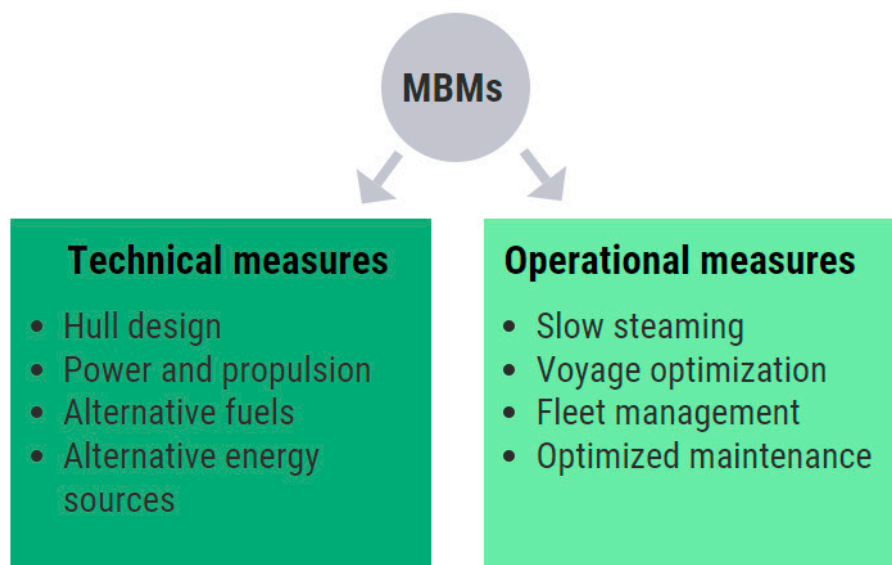 MBMs
Technical measures
• Hull design
• Power and propulsion
• Alternative fuels
• Alternative energy
sources
Operational measures
• Slow steaming
• Voyage optimization
• Fleet management
• Optimized maintenance